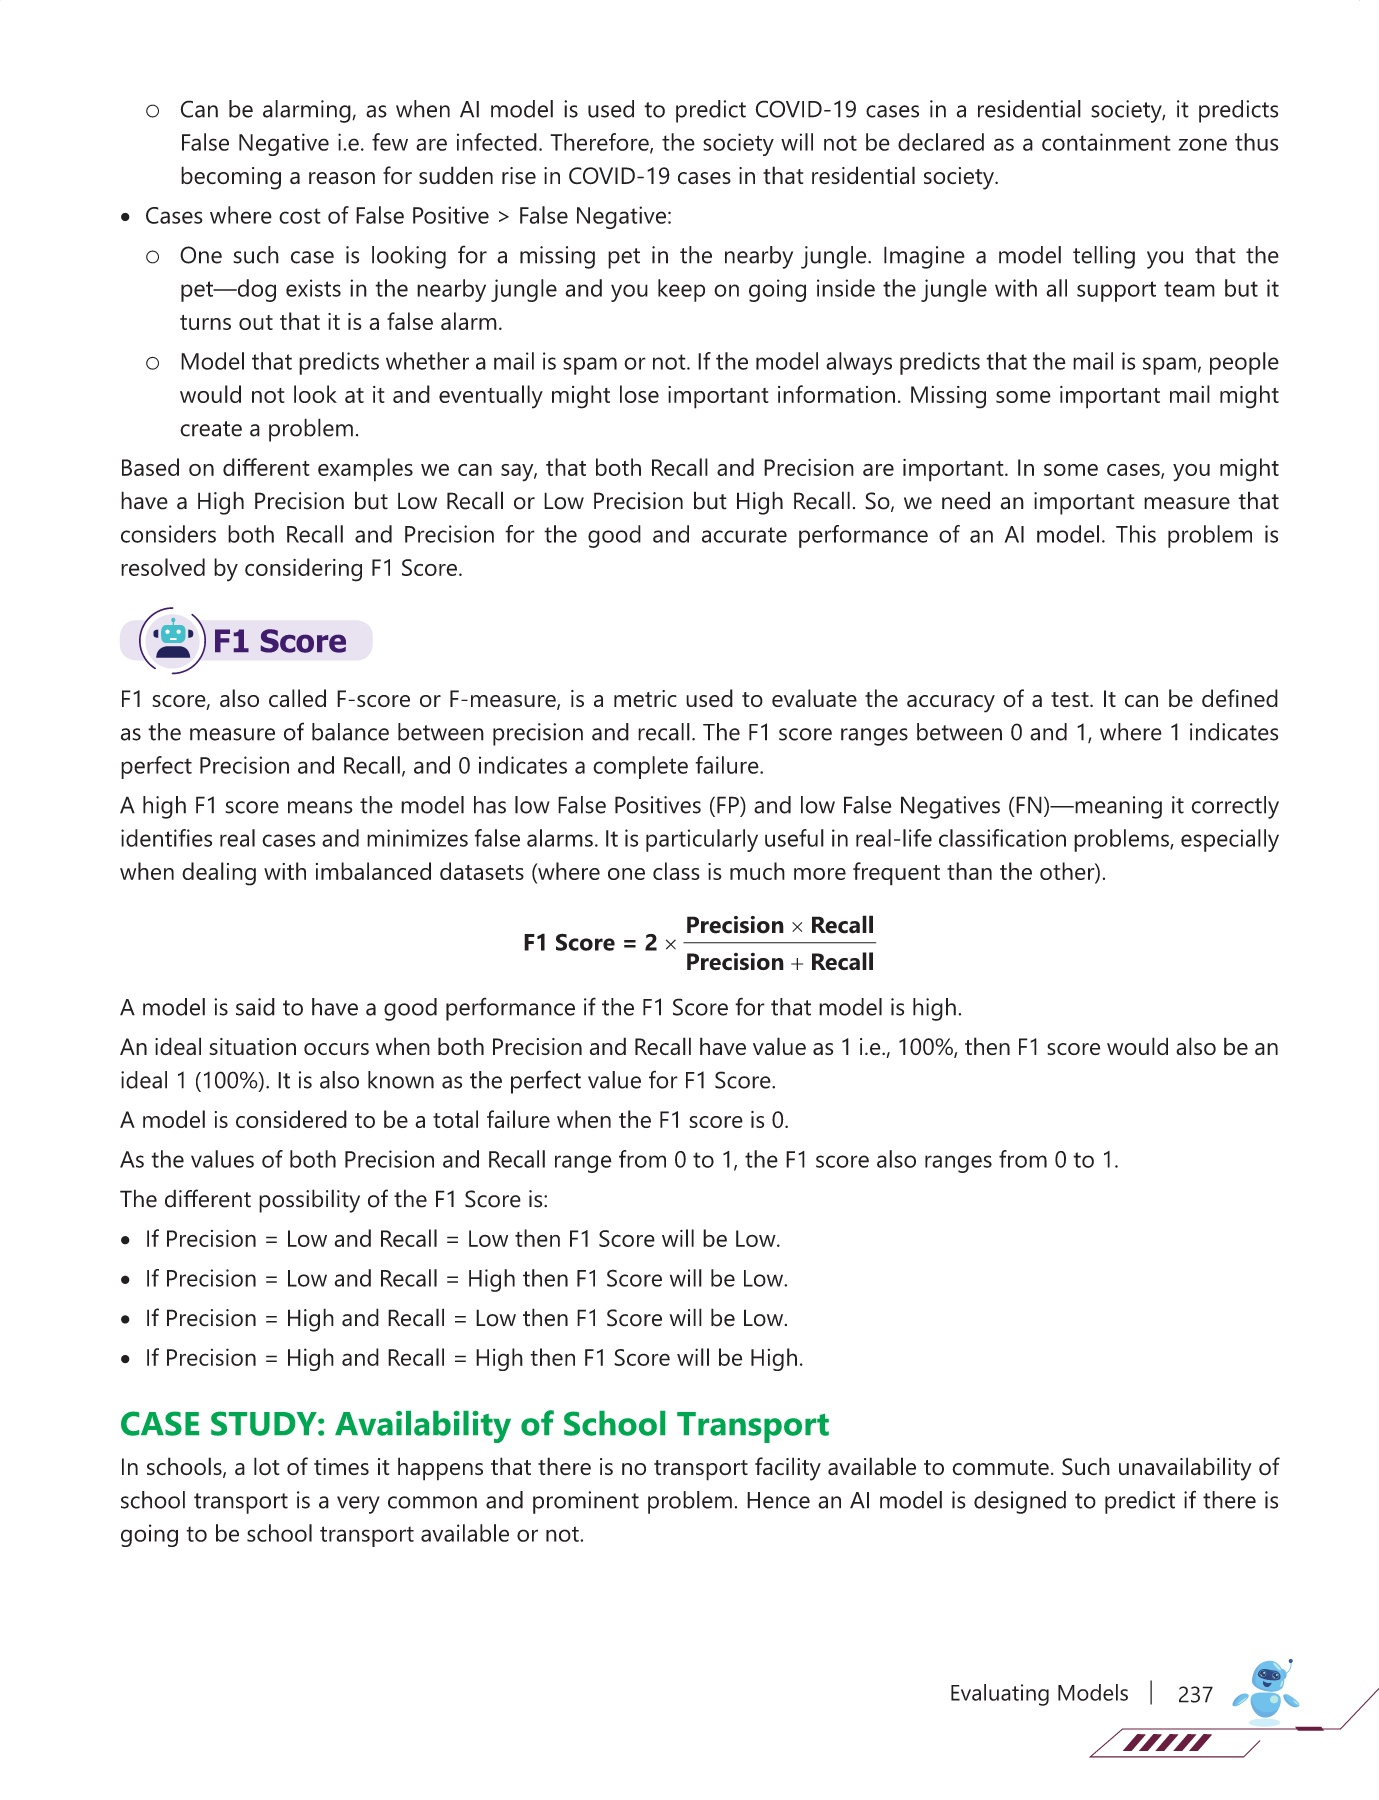 ○ Can be alarming, as when AI model is used to predict COVID-19 cases in a residential society, it predicts
False Negative i.e. few are infected. Therefore, the society will not be declared as a containment zone thus
becoming a reason for sudden rise in COVID-19 cases in that residential society.
• Cases where cost of False Positive > False Negative:
○ One such case is looking for a missing pet in the nearby jungle. Imagine a model telling you that the
pet—dog exists in the nearby jungle and you keep on going inside the jungle with all support team but it
turns out that it is a false alarm.
○ Model that predicts whether a mail is spam or not. If the model always predicts that the mail is spam, people
would not look at it and eventually might lose important information. Missing some important mail might
create a problem.
Based on different examples we can say, that both Recall and Precision are important. In some cases, you might
have a High Precision but Low Recall or Low Precision but High Recall. So, we need an important measure that
considers both Recall and Precision for the good and accurate performance of an AI model. This problem is
resolved by considering F1 Score.
F1 Score
F1 score, also called F-score or F-measure, is a metric used to evaluate the accuracy of a test. It can be defined
as the measure of balance between precision and recall. The F1 score ranges between 0 and 1, where 1 indicates
perfect Precision and Recall, and 0 indicates a complete failure.
A high F1 score means the model has low False Positives (FP) and low False Negatives (FN)—meaning it correctly
identifies real cases and minimizes false alarms. It is particularly useful in real-life classification problems, especially
when dealing with imbalanced datasets (where one class is much more frequent than the other).
Precision × Recall
F1 Score = 2 ×
Precision + Recall
A model is said to have a good performance if the F1 Score for that model is high.
An ideal situation occurs when both Precision and Recall have value as 1 i.e., 100%, then F1 score would also be an
ideal 1 (100%). It is also known as the perfect value for F1 Score.
A model is considered to be a total failure when the F1 score is 0.
As the values of both Precision and Recall range from 0 to 1, the F1 score also ranges from 0 to 1.
The different possibility of the F1 Score is:
• If Precision = Low and Recall = Low then F1 Score will be Low.
• If Precision = Low and Recall = High then F1 Score will be Low.
• If Precision = High and Recall = Low then F1 Score will be Low.
• If Precision = High and Recall = High then F1 Score will be High.
CASE STUDY: Availability of School Transport
In schools, a lot of times it happens that there is no transport facility available to commute. Such unavailability of
school transport is a very common and prominent problem. Hence an AI model is designed to predict if there is
going to be school transport available or not.
Evaluating Models | 237